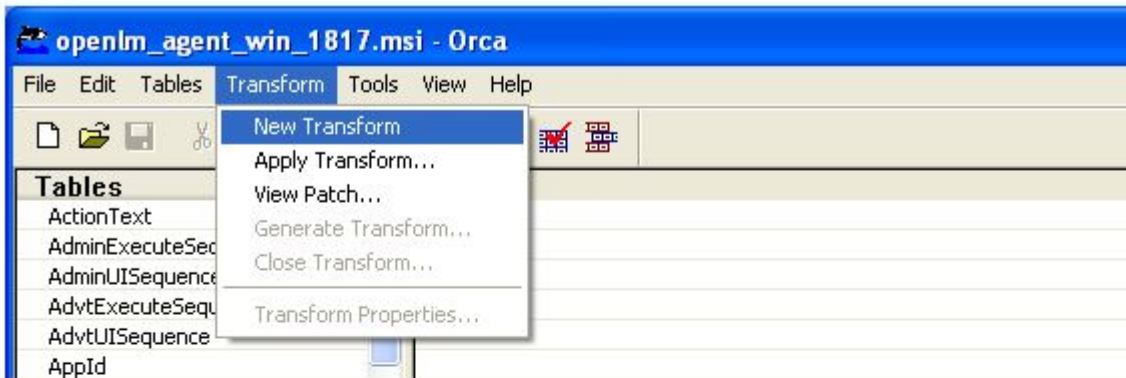 openlm_agent_win_1817.msi - Orca
File Edit Tables Transform Tools View Help
New Transform
Apply Transform...
View Patch...
Generate Transform...
Close Transform...
Transform Properties...
Tables
ActionText
AdminExecuteSeq
AdminUISequence
AdvtExecuteSequ
AdvtUISequence
AppId